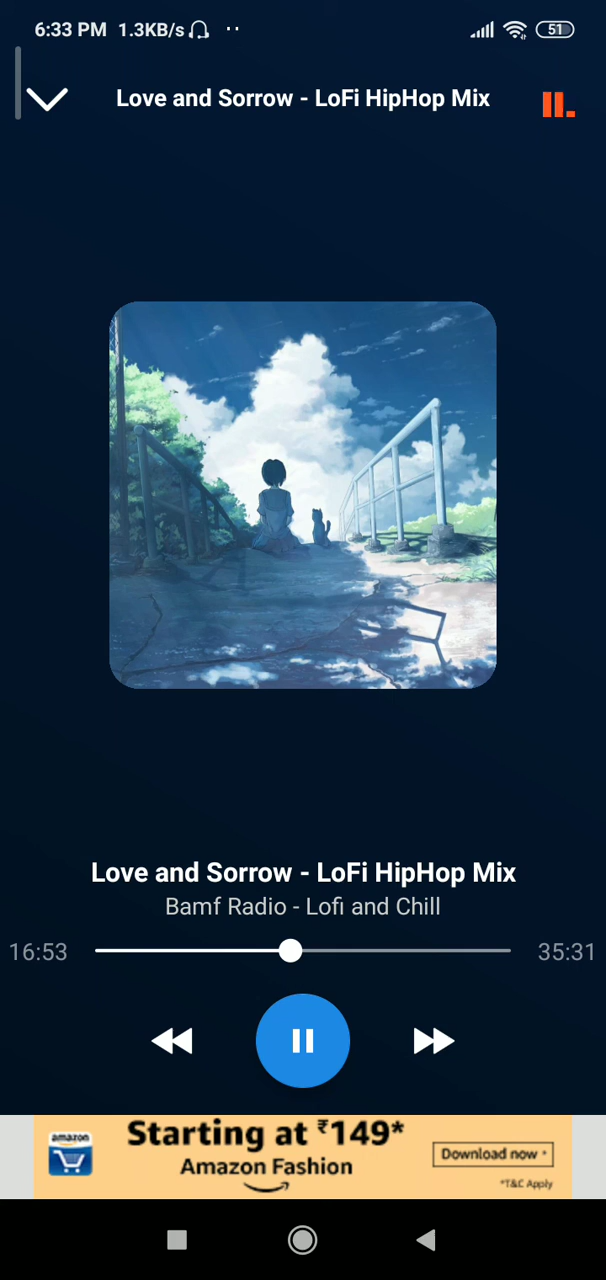 6:33 PM 1.3KB/s 51
Love and Sorrow - LoFi HipHop Mix
Love and Sorrow - LoFi HipHop Mix
Bamf Radio - Lofi and Chill
16:53 35:31
amazon
Starting at ₹149*
Amazon Fashion
Download now *
*T&C Apply